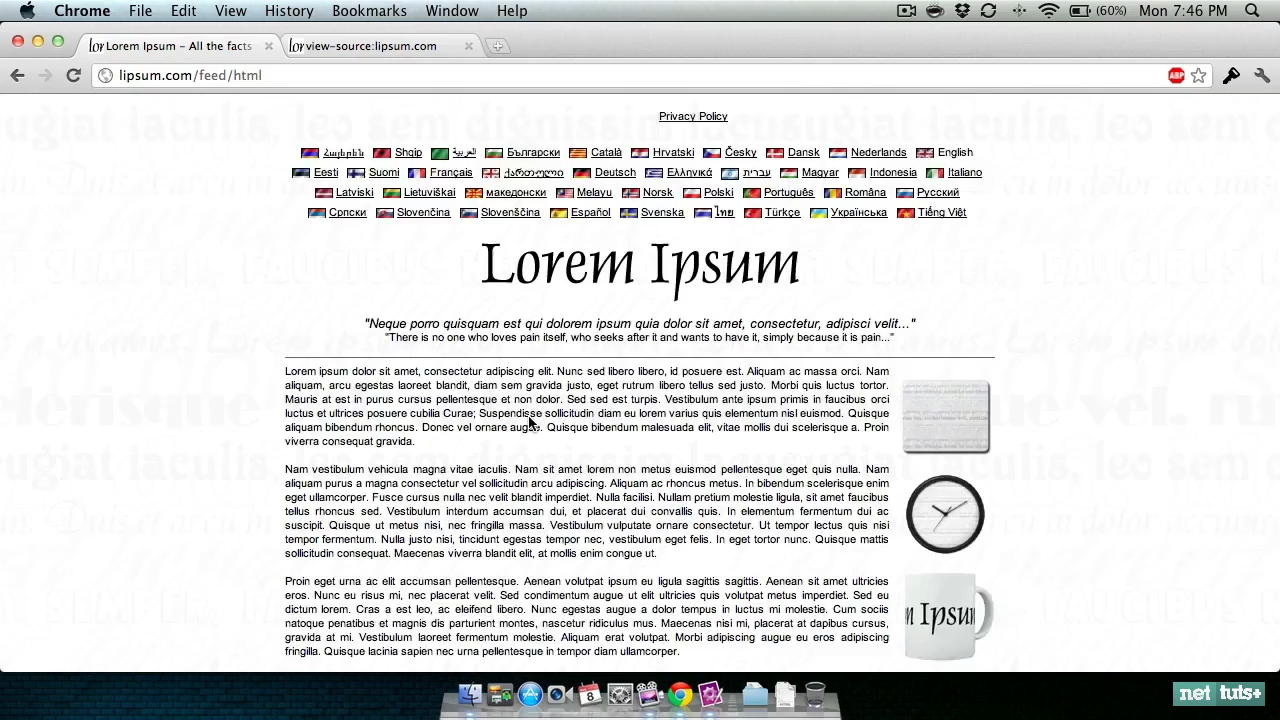 Chrome File Edit View History Bookmarks Window Help (60%) Mon 7:46 PM
Lorem Ipsum - All the facts view-source:lipsum.com
lipsum.com/feed/html ABP
Privacy Policy
Հայերեն Shqip العربية Български Català Hrvatski Česky Dansk Nederlands English
Eesti Suomi Français ქართული Deutsch Ελληνικά עברית Magyar Indonesia Italiano
Latviski Lietuviškai македонски Melayu Norsk Polski Português Româna Русский
Српски Slovenčina Slovenščina Español Svenska ไทย Türkçe Українська Tiếng Việt
Lorem Ipsum
"Neque porro quisquam est qui dolorem ipsum quia dolor sit amet, consectetur, adipisci velit..."
"There is no one who loves pain itself, who seeks after it and wants to have it, simply because it is pain..."
Lorem ipsum dolor sit amet, consectetur adipiscing elit. Nunc sed libero libero, id posuere est. Aliquam ac massa orci. Nam
aliquam, arcu egestas laoreet blandit, diam sem gravida justo, eget rutrum libero tellus sed justo. Morbi quis luctus tortor.
Mauris at est in purus cursus pellentesque et non dolor. Sed sed est turpis. Vestibulum ante ipsum primis in faucibus orci
luctus et ultrices posuere cubilia Curae; Suspendisse sollicitudin diam eu lorem varius quis elementum nisl euismod. Quisque
aliquam bibendum rhoncus. Donec vel ornare augue. Quisque bibendum malesuada elit, vitae mollis dui scelerisque a. Proin
viverra consequat gravida.
Nam vestibulum vehicula magna vitae iaculis. Nam sit amet lorem non metus euismod pellentesque eget quis nulla. Nam
aliquam purus a magna consectetur vel sollicitudin arcu adipiscing. Aliquam ac rhoncus metus. In bibendum scelerisque enim
eget ullamcorper. Fusce cursus nulla nec velit blandit imperdiet. Nulla facilisi. Nullam pretium molestie ligula, sit amet faucibus
tellus rhoncus sed. Vestibulum interdum accumsan dui, et placerat dui convallis quis. In elementum fermentum dui ac
suscipit. Quisque ut metus nisi, nec fringilla massa. Vestibulum vulputate ornare consectetur. Ut tempor lectus quis nisi
tempor fermentum. Nulla justo nisi, tincidunt egestas tempor nec, vestibulum eget felis. In eget tortor nunc. Quisque mattis
sollicitudin consequat. Maecenas viverra blandit elit, at mollis enim congue ut.
Proin eget urna ac elit accumsan pellentesque. Aenean volutpat ipsum eu ligula sagittis sagittis. Aenean sit amet ultricies
eros. Nunc eu risus mi, nec placerat velit. Sed condimentum augue ut elit ultricies quis volutpat metus imperdiet. Sed eu
dictum lorem. Cras a est leo, ac eleifend libero. Nunc egestas augue a dolor tempus in luctus mi molestie. Cum sociis
natoque penatibus et magnis dis parturient montes, nascetur ridiculus mus. Maecenas nisi mi, placerat at dapibus cursus,
gravida at mi. Vestibulum laoreet fermentum molestie. Aliquam erat volutpat. Morbi adipiscing augue eu eros adipiscing
fringilla. Quisque lacinia sapien nec urna pellentesque in tempor diam ullamcorper.
m Ipsum
8
net tuts+